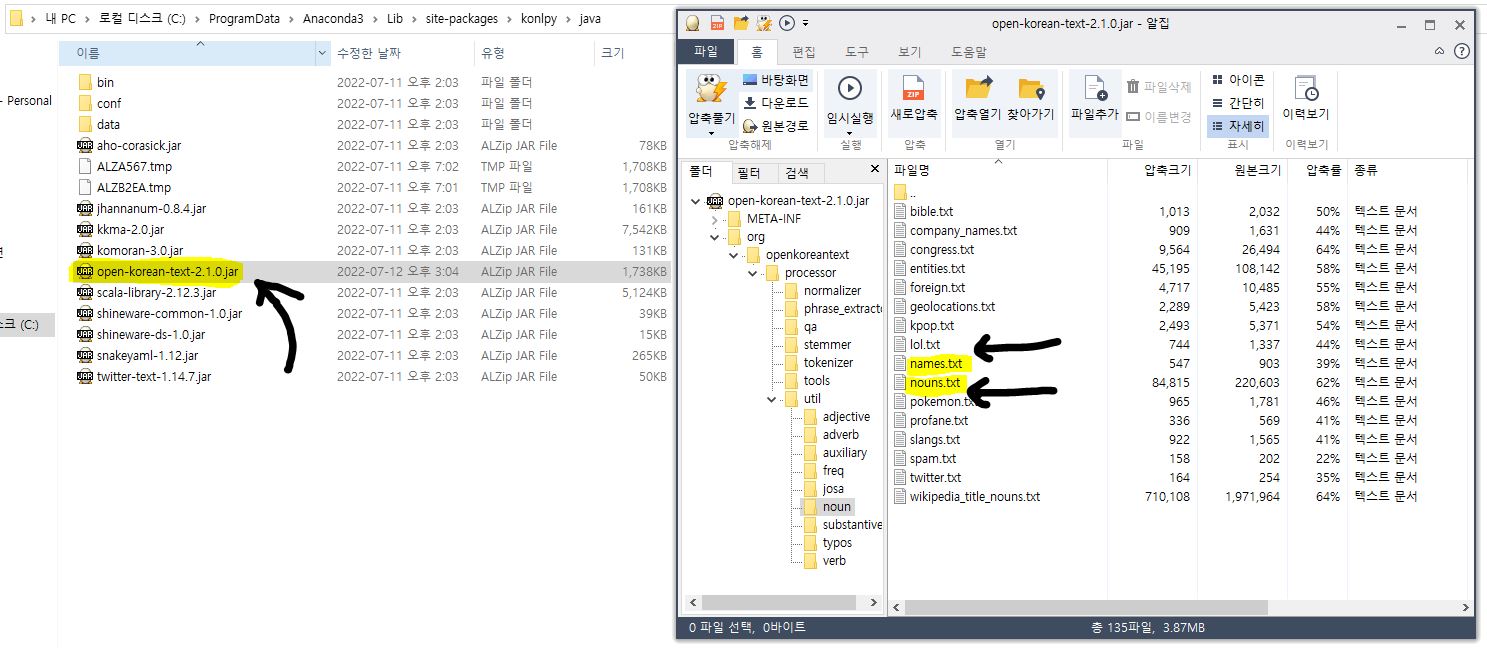 내 PC > 로컬 디스크 (C:) > ProgramData > Anaconda3 > Lib > site-packages > konlpy > java
이름 수정한 날짜 유형 크기
- Personal
스크 (C:)
bin 2022-07-11 오후 2:03 파일 폴더
conf 2022-07-11 오후 2:03 파일 폴더
data 2022-07-11 오후 2:03 파일 폴더
aho-corasick.jar 2022-07-11 오후 2:03 ALZip JAR File 78KB
ALZA567.tmp 2022-07-11 오후 7:02 TMP 파일 1,708KB
ALZB2EA.tmp 2022-07-11 오후 7:01 TMP 파일 1,708KB
jhannanum-0.8.4.jar 2022-07-11 오후 2:03 ALZip JAR File 161KB
kkma-2.0.jar 2022-07-11 오후 2:03 ALZip JAR File 7,542KB
komoran-3.0.jar 2022-07-11 오후 2:03 ALZip JAR File 131KB
open-korean-text-2.1.0.jar 2022-07-12 오후 3:04 ALZip JAR File 1,738KB
scala-library-2.12.3.jar 2022-07-11 오후 2:03 ALZip JAR File 5,124KB
shineware-common-1.0.jar 2022-07-11 오후 2:03 ALZip JAR File 39KB
shineware-ds-1.0.jar 2022-07-11 오후 2:03 ALZip JAR File 15KB
snakeyaml-1.12.jar 2022-07-11 오후 2:03 ALZip JAR File 265KB
twitter-text-1.14.7.jar 2022-07-11 오후 2:03 ALZip JAR File 50KB
open-korean-text-2.1.0.jar - 알집
파일 홈 편집 도구 보기 도움말
압축풀기 바탕화면 다운로드 원본경로 임시실행 새로압축 압축열기 찾아가기 파일추가 파일삭제 이름변경 아이콘 간단히 자세히 이력보기
압축해제 실행 압축 열기 파일 표시 이력보기
폴더 필터 검색
open-korean-text-2.1.0.jar
META-INF
org
openkoreantext
processor
normalizer
phrase_extracto
qa
stemmer
tokenizer
tools
util
adjective
adverb
auxiliary
freq
josa
noun
substantive
typos
verb
파일명 압축크기 원본크기 압축률 종류
..
bible.txt 1,013 2,032 50% 텍스트 문서
company_names.txt 909 1,631 44% 텍스트 문서
congress.txt 9,564 26,494 64% 텍스트 문서
entities.txt 45,195 108,142 58% 텍스트 문서
foreign.txt 4,717 10,485 55% 텍스트 문서
geolocations.txt 2,289 5,423 58% 텍스트 문서
kpop.txt 2,493 5,371 54% 텍스트 문서
lol.txt 744 1,337 44% 텍스트 문서
names.txt 547 903 39% 텍스트 문서
nouns.txt 84,815 220,603 62% 텍스트 문서
pokemon.txt 965 1,781 46% 텍스트 문서
profane.txt 336 569 41% 텍스트 문서
slangs.txt 922 1,565 41% 텍스트 문서
spam.txt 158 202 22% 텍스트 문서
twitter.txt 164 254 35% 텍스트 문서
wikipedia_title_nouns.txt 710,108 1,971,964 64% 텍스트 문서
0 파일 선택, 0바이트 총 135파일, 3.87MB